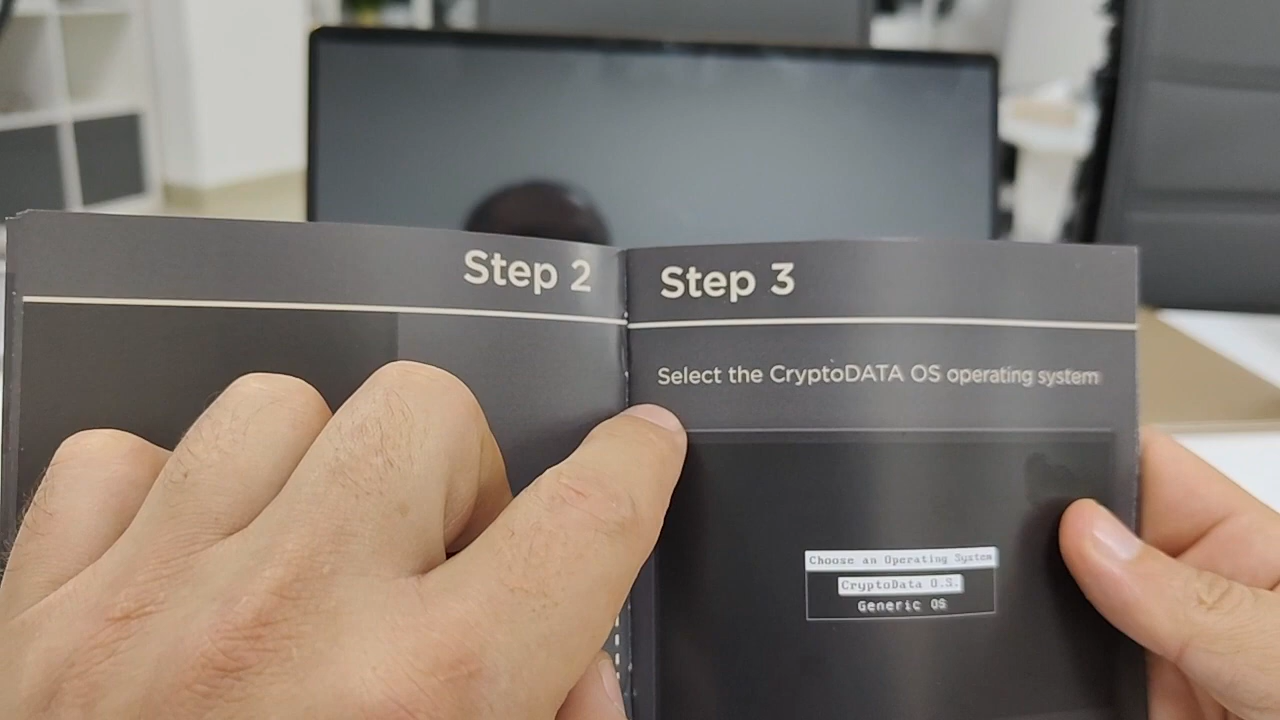 Step 2
Step 3
Select the CryptoDATA OS operating system
Choose an Operating System
CryptoData O.S.
Generic OS